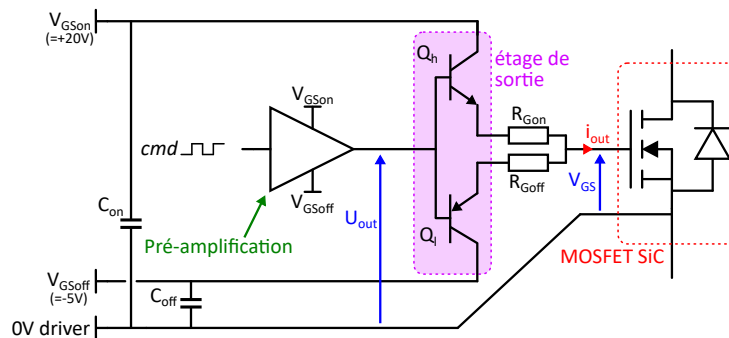 V_GSon
(=+20V)
Q_h
étage de
sortie
V_GSon
R_Gon
i_out
cmd
R_Goff
V_GS
V_GSoff
C_on
U_out
Pré-amplification
Q_l
MOSFET SiC
V_GSoff
(=-5V)
C_off
0V driver